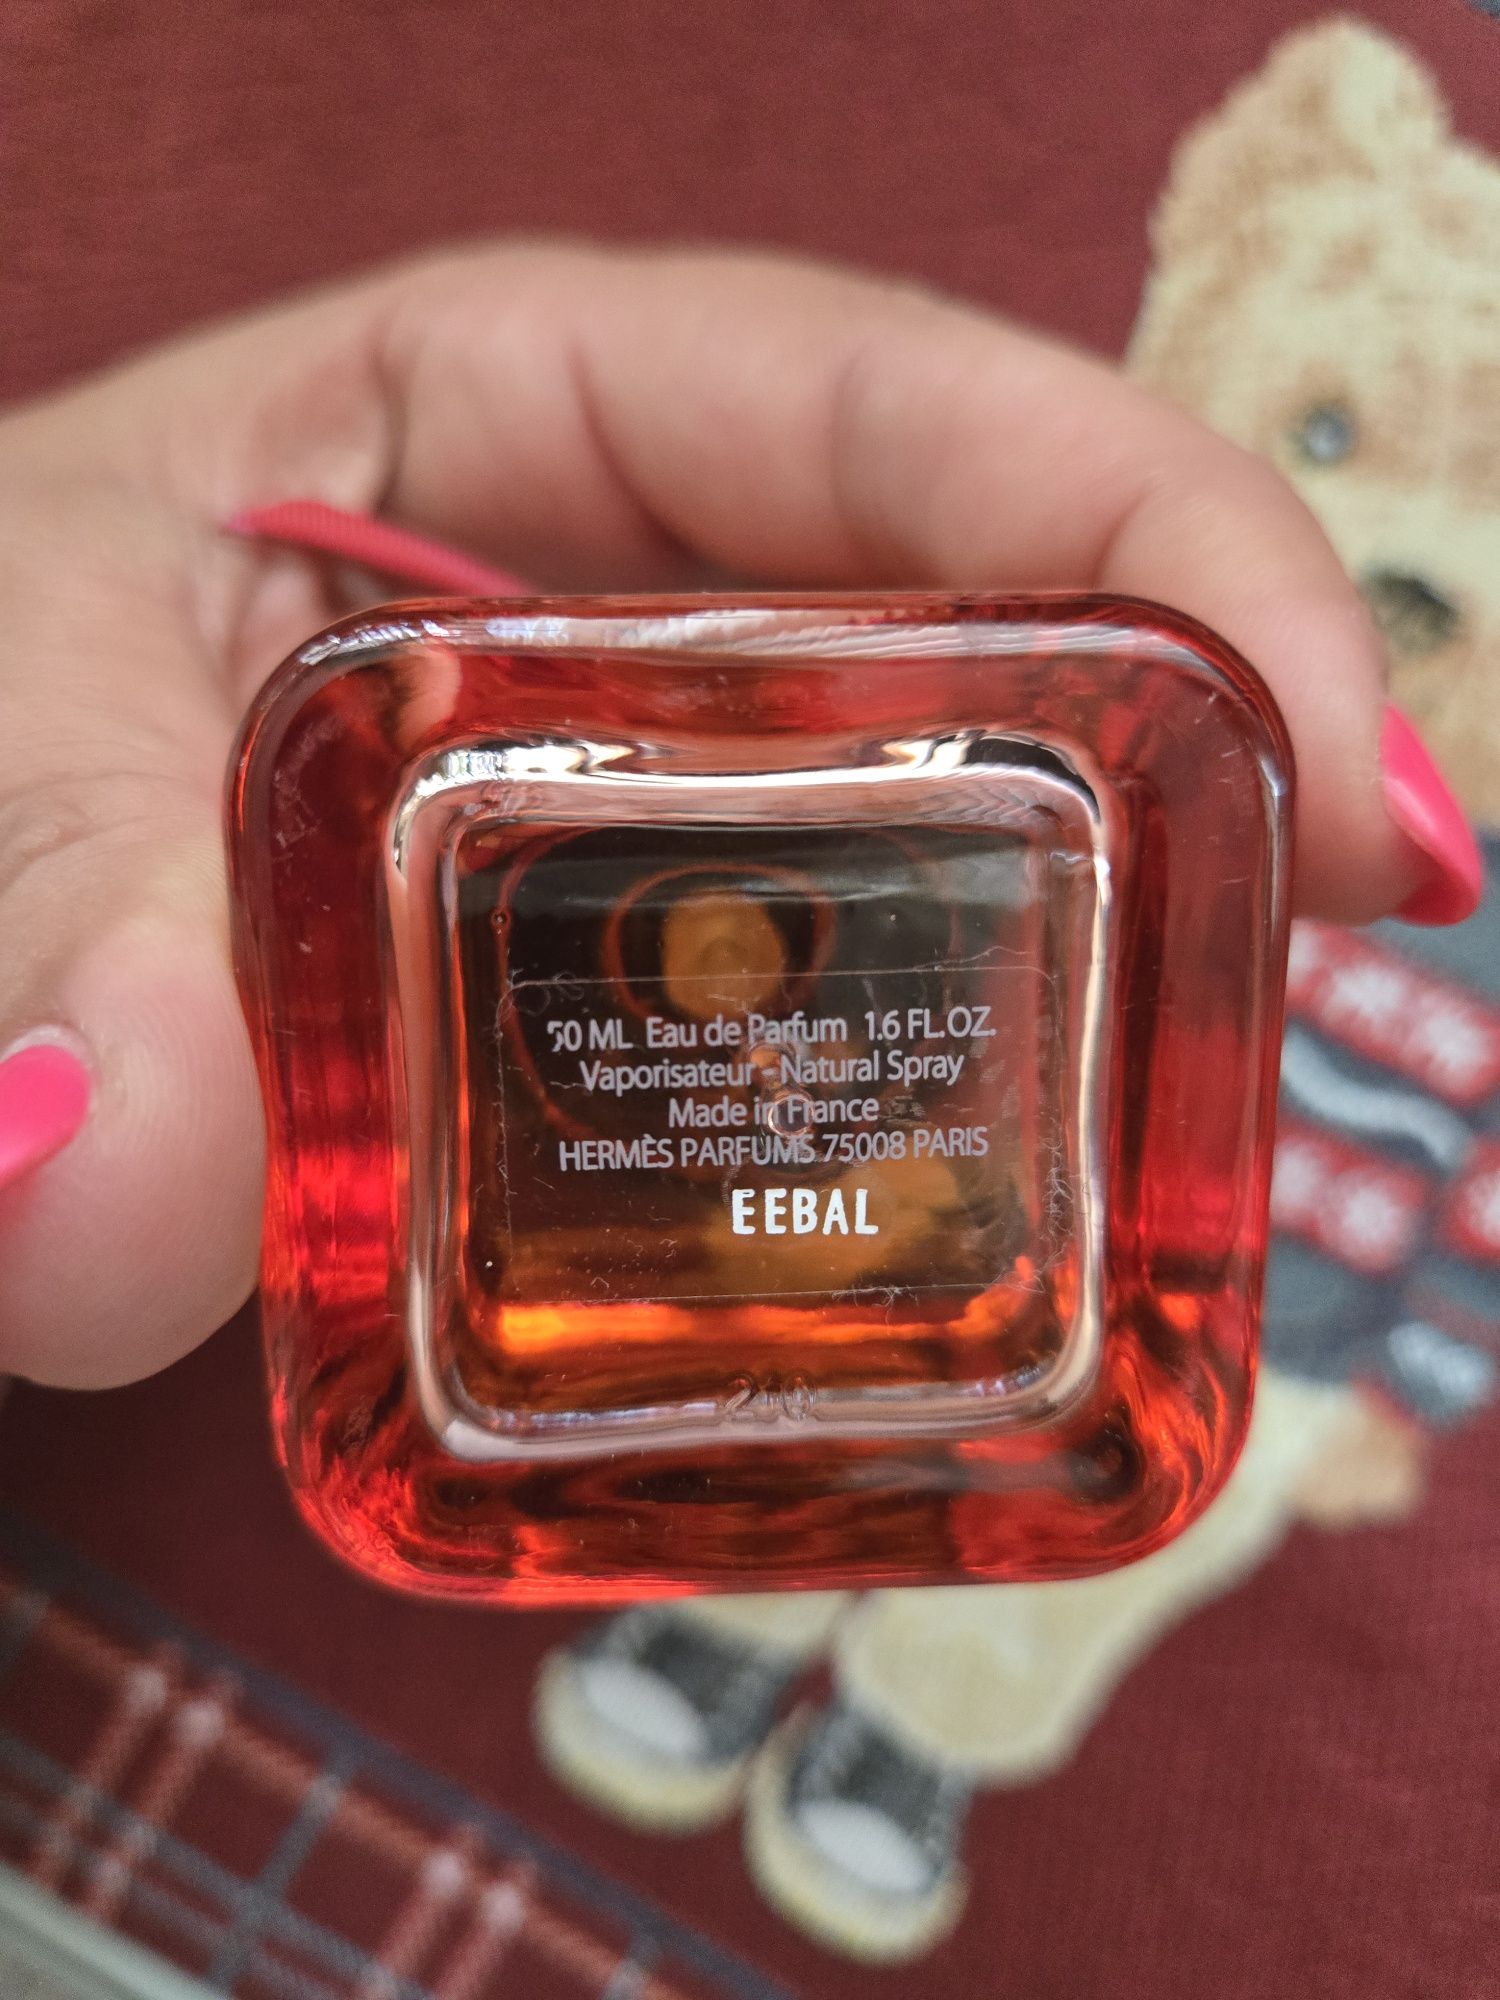 50 ML Eau de Parfum 1.6 FL.OZ.
Vaporisateur - Natural Spray
Made in France
HERMÈS PARFUMS 75008 PARIS
EEBAL
210